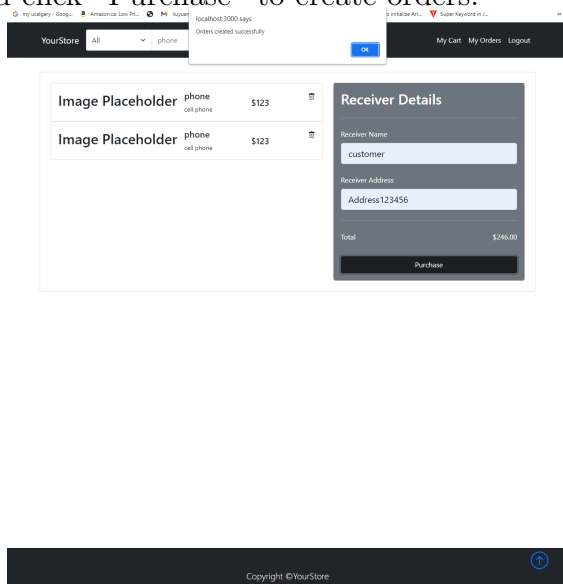 click "Purchase" to create orders.
my ucalgary - Goog... Amazon.ca: Low Pri...
initialize Arr... Super Keyword in J...
localhost:3000 says
Orders created successfully
OK
YourStore All phone My Cart My Orders Logout
Image Placeholder phone $123
cell phone
Image Placeholder phone $123
cell phone
Receiver Details
Receiver Name
customer
Receiver Address
Address123456
Total $246.00
Purchase
Copyright ©YourStore